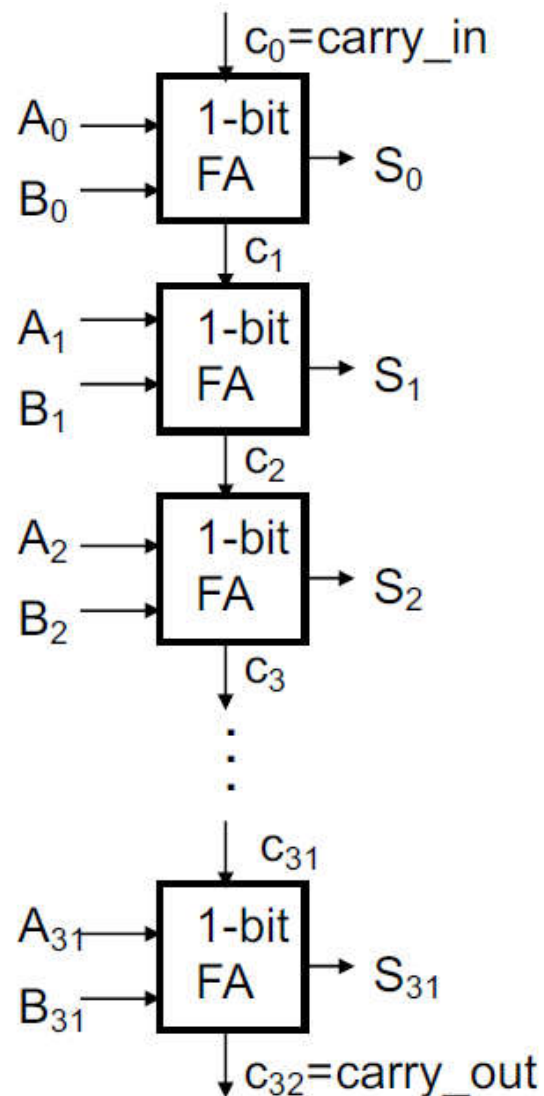 c₀=carry_in
A₀
1-bit
FA
S₀
B₀
c₁
A₁
1-bit
FA
S₁
B₁
c₂
A₂
1-bit
FA
S₂
B₂
c₃
c₃₁
A₃₁
1-bit
FA
S₃₁
B₃₁
c₃₂=carry_out